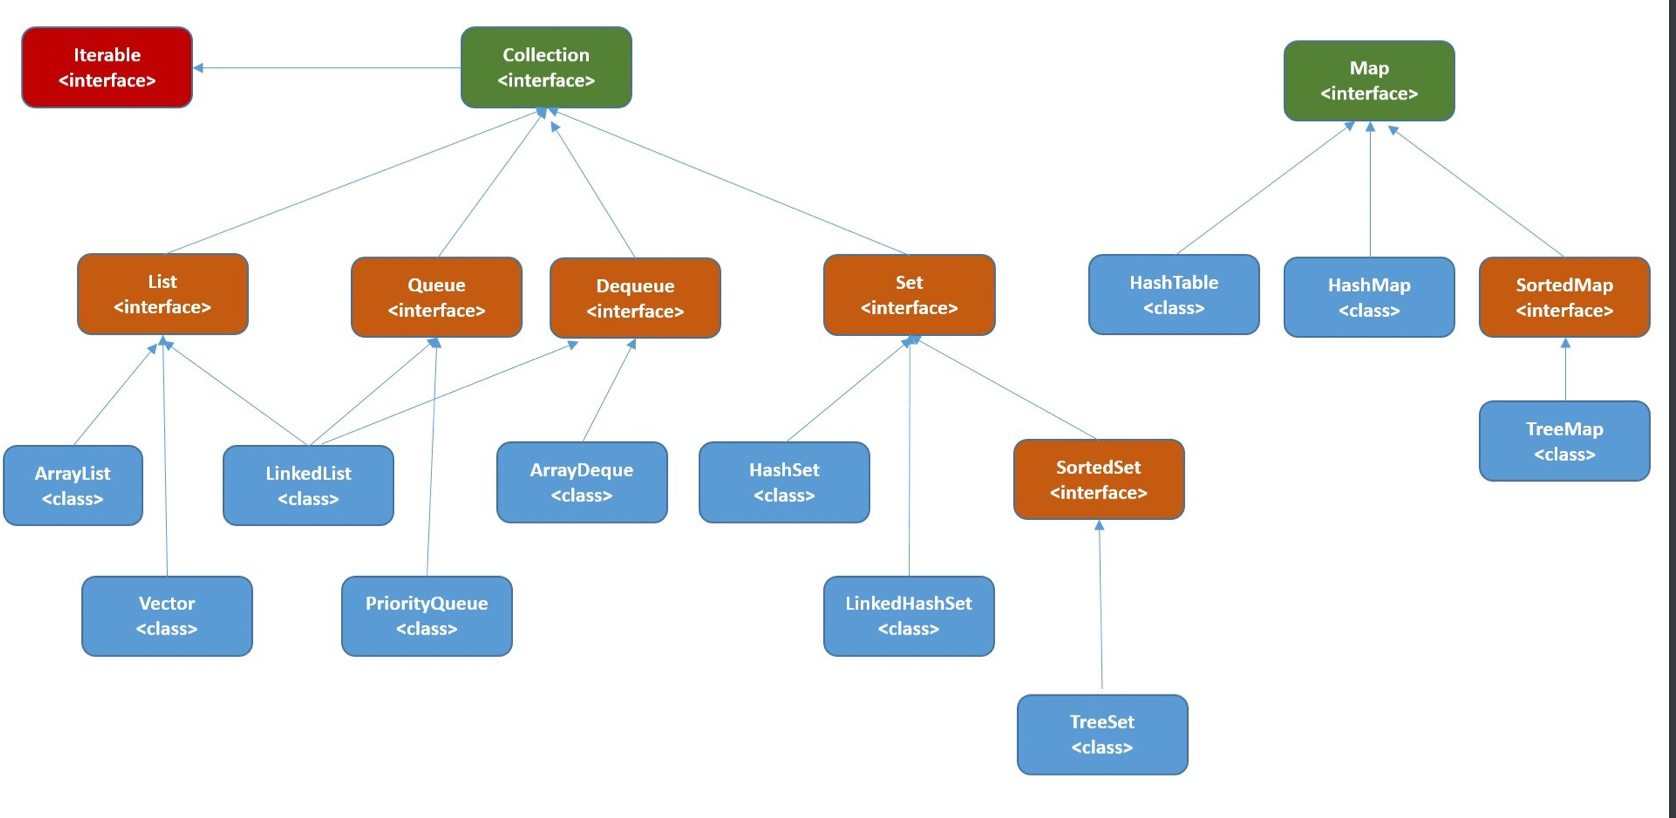 Iterable
<interface>
Collection
<interface>
Map
<interface>
List
<interface>
Queue
<interface>
Dequeue
<interface>
Set
<interface>
HashTable
<class>
HashMap
<class>
SortedMap
<interface>
ArrayList
<class>
LinkedList
<class>
ArrayDeque
<class>
HashSet
<class>
SortedSet
<interface>
TreeMap
<class>
Vector
<class>
PriorityQueue
<class>
LinkedHashSet
<class>
TreeSet
<class>